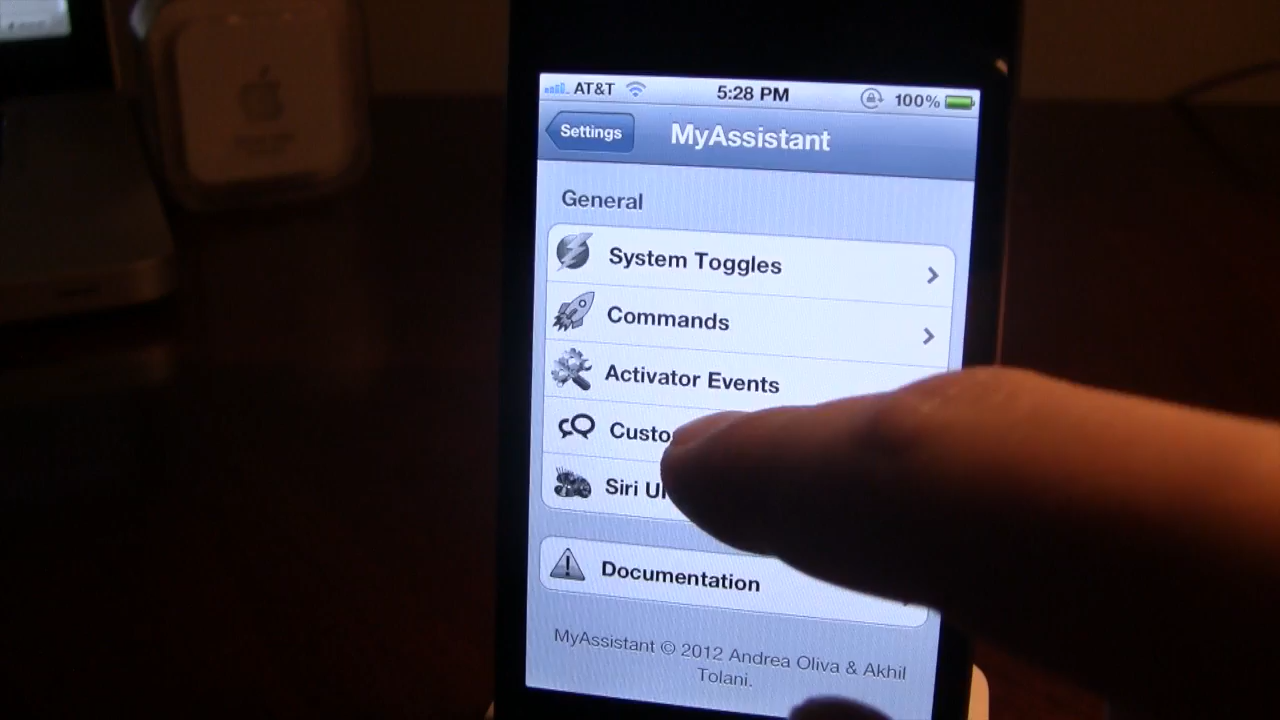 AT&T 5:28 PM 100%
Settings MyAssistant
General
System Toggles
Commands
Activator Events
Siri
Documentation
MyAssistant © 2012 Andrea Oliva & Akhil
Tolani.